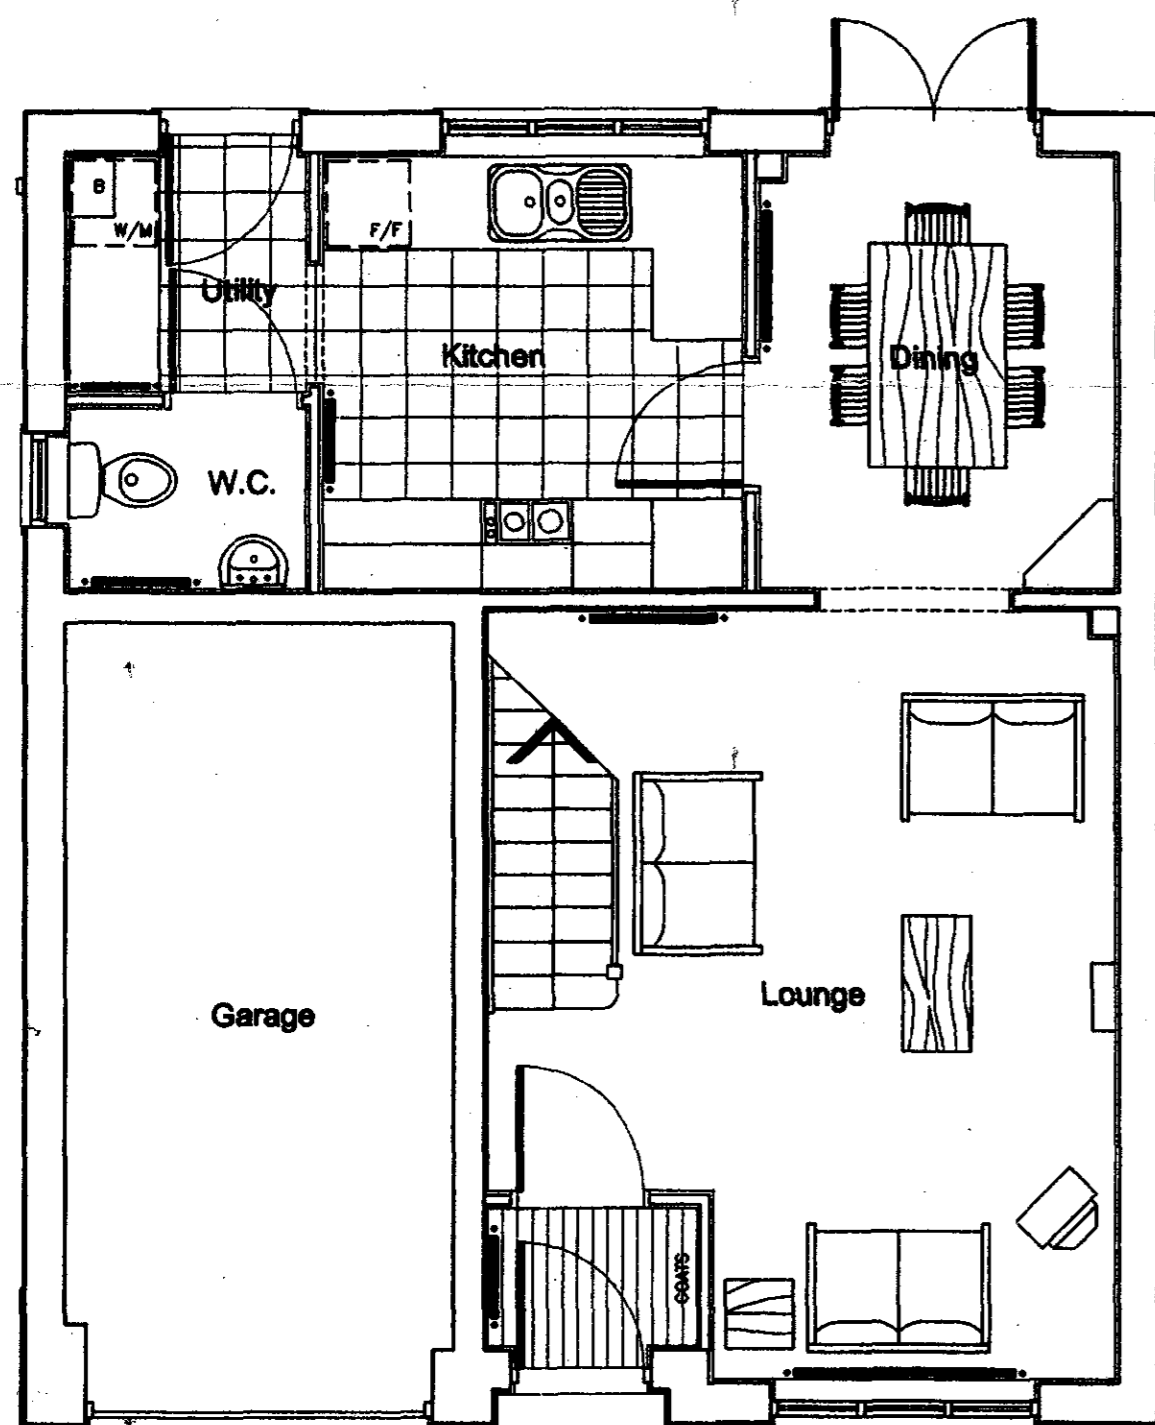 B
W/M
F/F
Utility
Kitchen
Dining
W.C.
Lounge
Garage
COATS